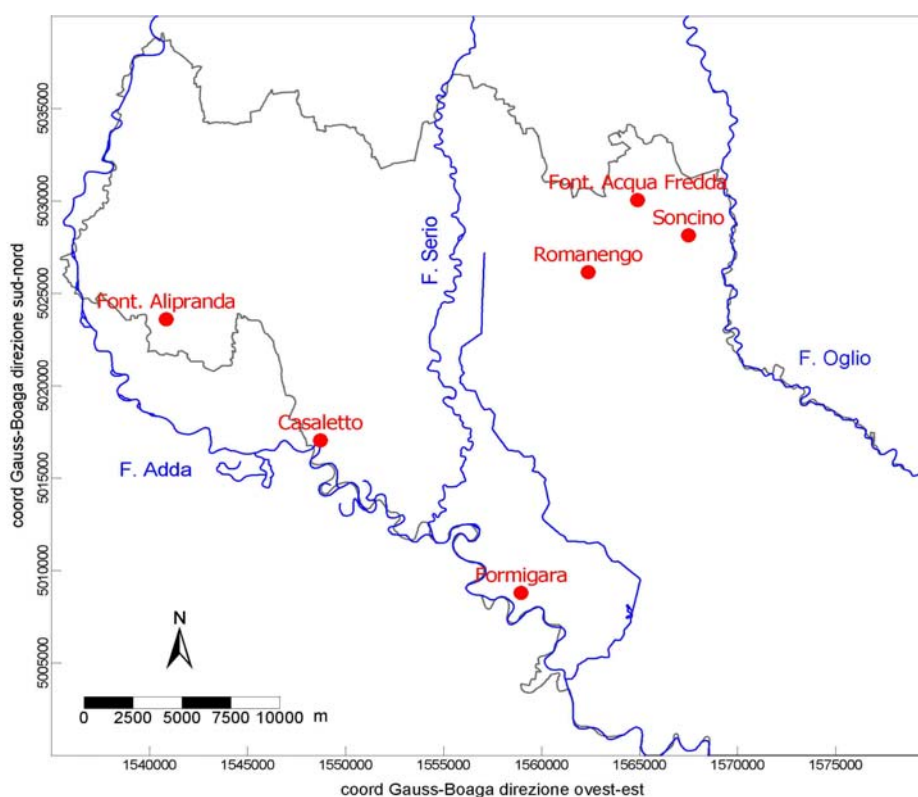 coord Gauss-Boaga direzione sud-nord
5035000
5030000
5025000
5020000
5015000
5010000
5005000
Font. Acqua Fredda
Soncino
F. Serio
Romanengo
Font. Alipranda
F. Oglio
Casaletto
F. Adda
Formigara
N
0 2500 5000 7500 10000 m
1540000 1545000 1550000 1555000 1560000 1565000 1570000 1575000
coord Gauss-Boaga direzione ovest-est